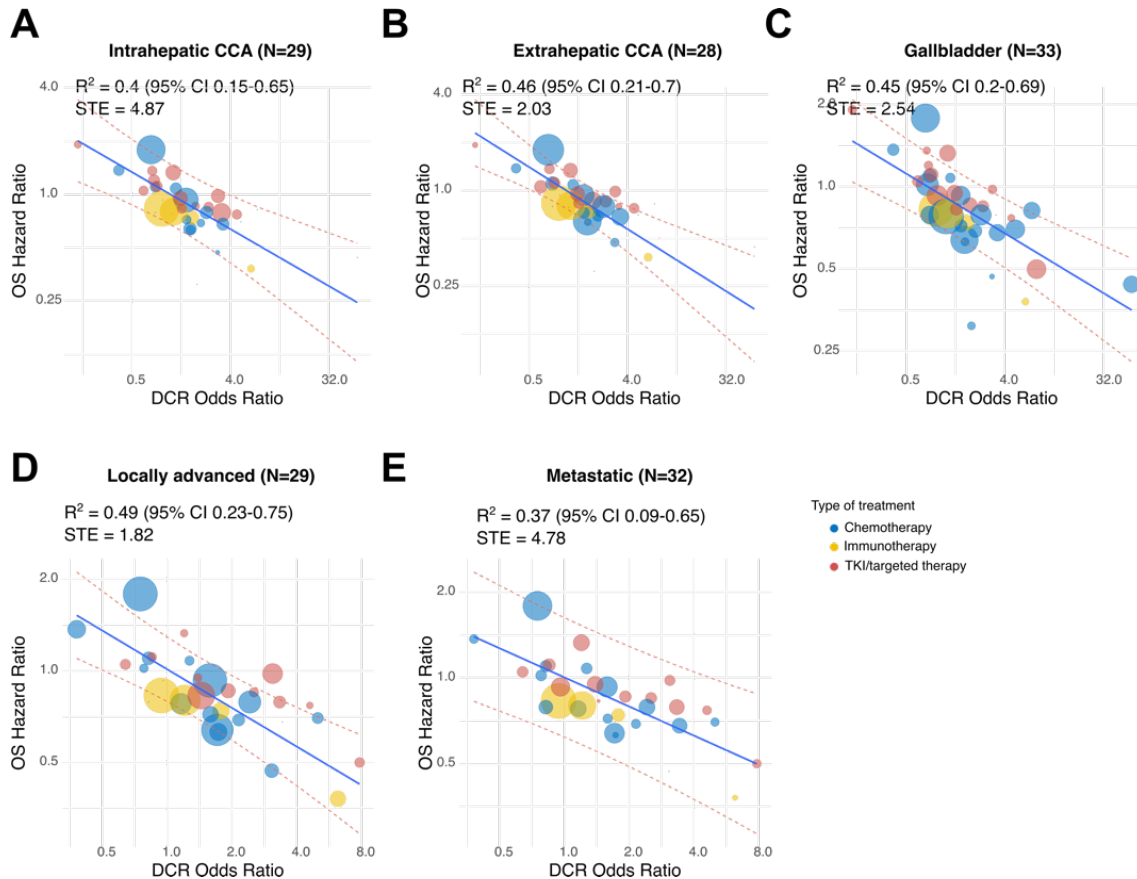 A
Intrahepatic CCA (N=29)
R² = 0.4 (95% CI 0.15-0.65)
STE = 4.87
4.0
1.0
0.25
OS Hazard Ratio
0.5
4.0
32.0
DCR Odds Ratio
B
Extrahepatic CCA (N=28)
R² = 0.46 (95% CI 0.21-0.7)
STE = 2.03
4.0
1.0
0.25
OS Hazard Ratio
0.5
4.0
32.0
DCR Odds Ratio
C
Gallbladder (N=33)
R² = 0.45 (95% CI 0.2-0.69)
STE = 2.54
2.0
1.0
0.5
0.25
OS Hazard Ratio
0.5
4.0
32.0
DCR Odds Ratio
D
Locally advanced (N=29)
R² = 0.49 (95% CI 0.23-0.75)
STE = 1.82
2.0
1.0
0.5
OS Hazard Ratio
0.5
1.0
2.0
4.0
8.0
DCR Odds Ratio
E
Metastatic (N=32)
R² = 0.37 (95% CI 0.09-0.65)
STE = 4.78
2.0
1.0
0.5
OS Hazard Ratio
0.5
1.0
2.0
4.0
8.0
DCR Odds Ratio
Type of treatment
Chemotherapy
Immunotherapy
TKI/targeted therapy